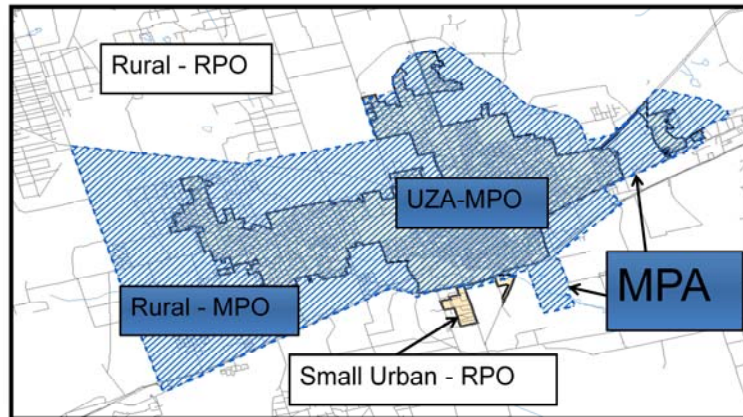 Rural - RPO
UZA-MPO
Rural - MPO
MPA
Small Urban - RPO